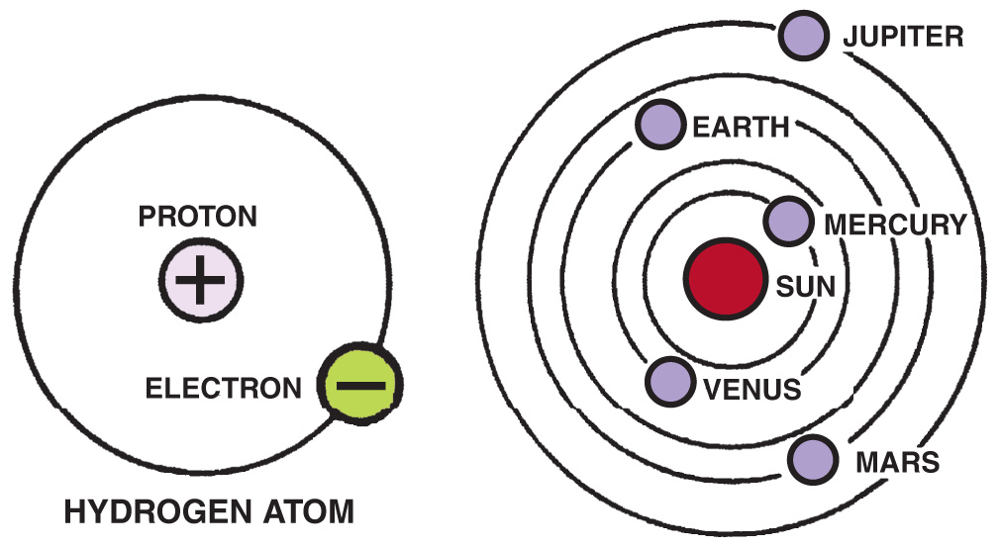 PROTON
+
ELECTRON
−
HYDROGEN ATOM
JUPITER
EARTH
MERCURY
SUN
VENUS
MARS